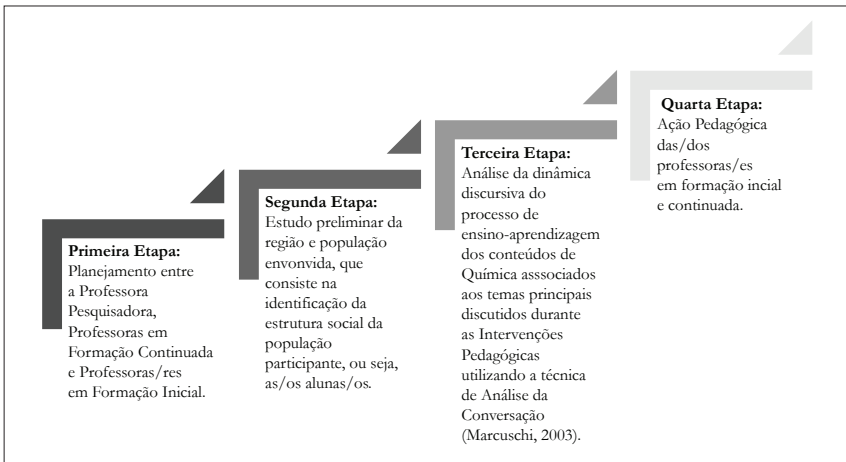 Primeira Etapa:
Planejamento entre
a Professora
Pesquisadora,
Professoras em
Formação Continuada
e Professoras/res
em Formação Inicial.
Segunda Etapa:
Estudo preliminar da
região e população
envonvida, que
consiste na
identificação da
estrutura social da
população
participante, ou seja,
as/os alunas/os.
Terceira Etapa:
Análise da dinâmica
discursiva do
processo de
ensino-aprendizagem
dos conteúdos de
Química asssociados
aos temas principais
discutidos durante
as Intervenções
Pedagógicas
utilizando a técnica
de Análise da
Conversação
(Marcuschi, 2003).
Quarta Etapa:
Ação Pedagógica
das/dos
professoras/es
em formação incial
e continuada.